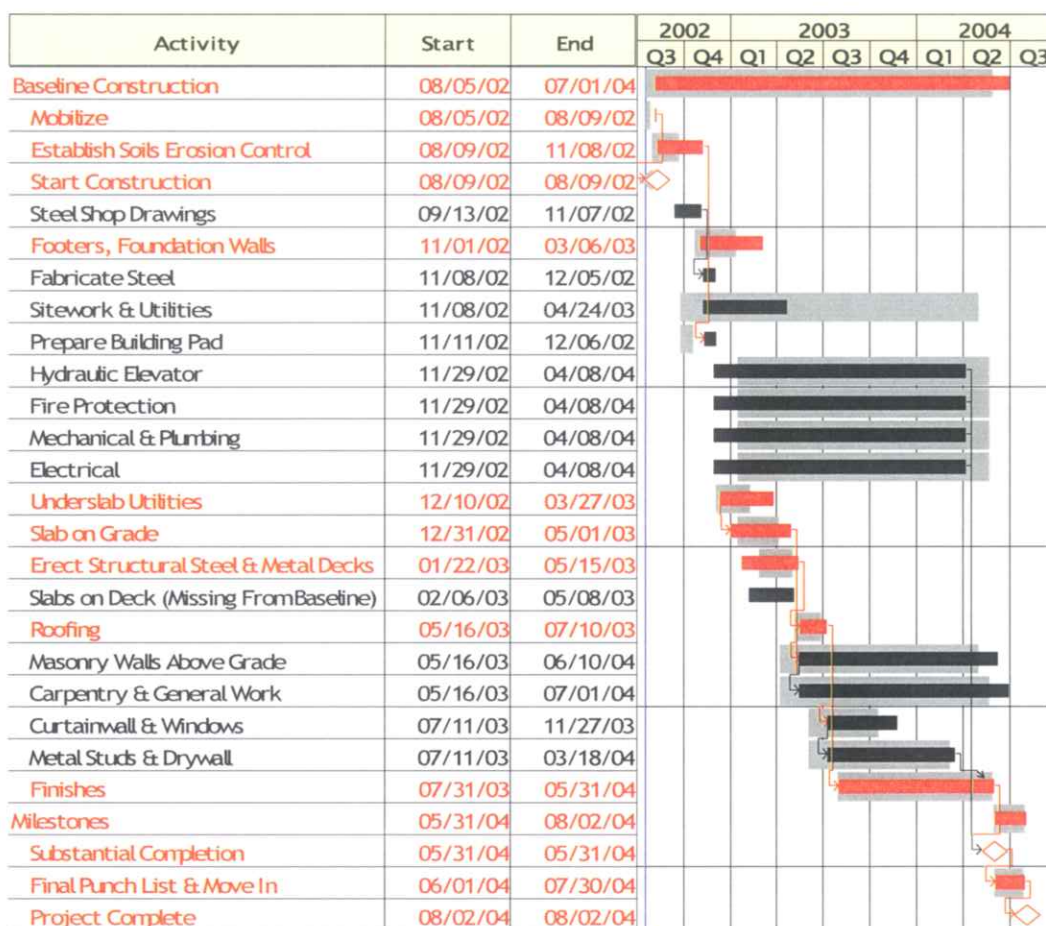 Activity Start End 2002 2003 2004
Q3 Q4 Q1 Q2 Q3 Q4 Q1 Q2 Q3
Baseline Construction 08/05/02 07/01/04
Mobilize 08/05/02 08/09/02
Establish Soils Erosion Control 08/09/02 11/08/02
Start Construction 08/09/02 08/09/02
Steel Shop Drawings 09/13/02 11/07/02
Footers, Foundation Walls 11/01/02 03/06/03
Fabricate Steel 11/08/02 12/05/02
Sitework & Utilities 11/08/02 04/24/03
Prepare Building Pad 11/11/02 12/06/02
Hydraulic Elevator 11/29/02 04/08/04
Fire Protection 11/29/02 04/08/04
Mechanical & Plumbing 11/29/02 04/08/04
Electrical 11/29/02 04/08/04
Underslab Utilities 12/10/02 03/27/03
Slab on Grade 12/31/02 05/01/03
Erect Structural Steel & Metal Decks 01/22/03 05/15/03
Slabs on Deck (Missing From Baseline) 02/06/03 05/08/03
Roofing 05/16/03 07/10/03
Masonry Walls Above Grade 05/16/03 06/10/04
Carpentry & General Work 05/16/03 07/01/04
Curtainwall & Windows 07/11/03 11/27/03
Metal Studs & Drywall 07/11/03 03/18/04
Finishes 07/31/03 05/31/04
Milestones 05/31/04 08/02/04
Substantial Completion 05/31/04 05/31/04
Final Punch List & Move In 06/01/04 07/30/04
Project Complete 08/02/04 08/02/04